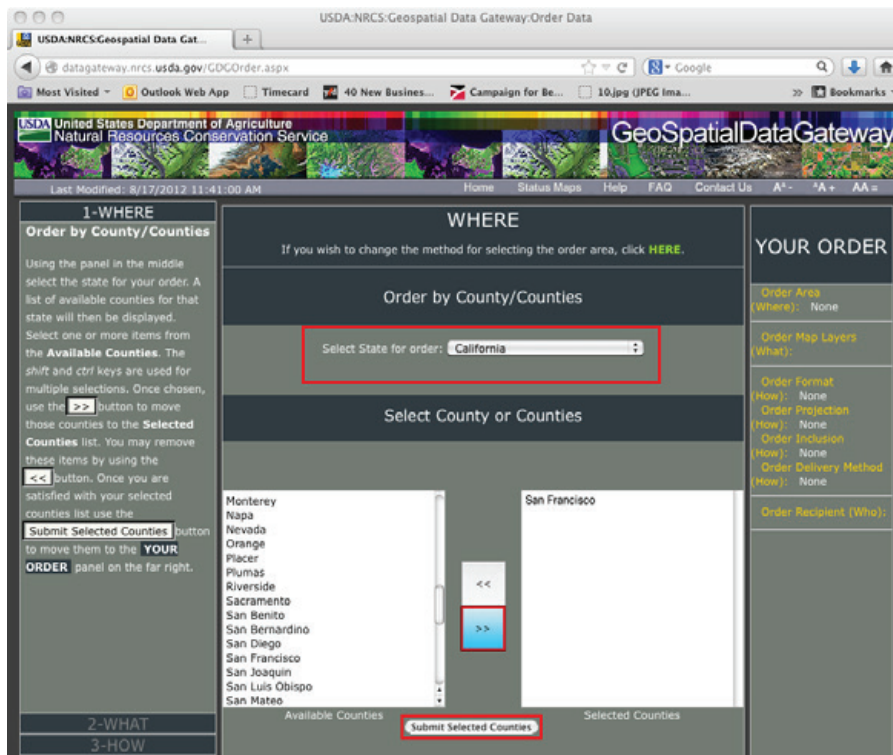 USDA:NRCS:Geospatial Data Gateway:Order Data
USDA:NRCS:Geospatial Data Gat...
datagateway.nrcs.usda.gov/GDGOrder.aspx
Google
Most Visited
Outlook Web App
Timecard
40 New Busines...
Campaign for Be...
10.jpg (JPEG Ima...
Bookmarks
USDA United States Department of Agriculture
Natural Resources Conservation Service
GeoSpatialDataGateway
Last Modified: 8/17/2012 11:41:00 AM
Home Status Maps Help FAQ Contact Us A^A - ^AA + AA =
1-WHERE
Order by County/Counties
Using the panel in the middle
select the state for your order. A
list of available counties for that
state will then be displayed.
Select one or more items from
the Available Counties. The
shift and ctrl keys are used for
multiple selections. Once chosen,
use the >> button to move
those counties to the Selected
Counties list. You may remove
these items by using the
<< button. Once you are
satisfied with your selected
counties list use the
Submit Selected Counties button
to move them to the YOUR
ORDER panel on the far right.
2-WHAT
3-HOW
WHERE
If you wish to change the method for selecting the order area, click HERE.
Order by County/Counties
Select State for order: California
Select County or Counties
Monterey
Napa
Nevada
Orange
Placer
Plumas
Riverside
Sacramento
San Benito
San Bernardino
San Diego
San Francisco
San Joaquin
San Luis Obispo
San Mateo
<<
>>
San Francisco
Available Counties
Submit Selected Counties
Selected Counties
YOUR ORDER
Order Area
(Where): None
Order Map Layers
(What):
Order Format
(How): None
Order Projection
(How): None
Order Inclusion
(How): None
Order Delivery Method
(How): None
Order Recipient (Who):